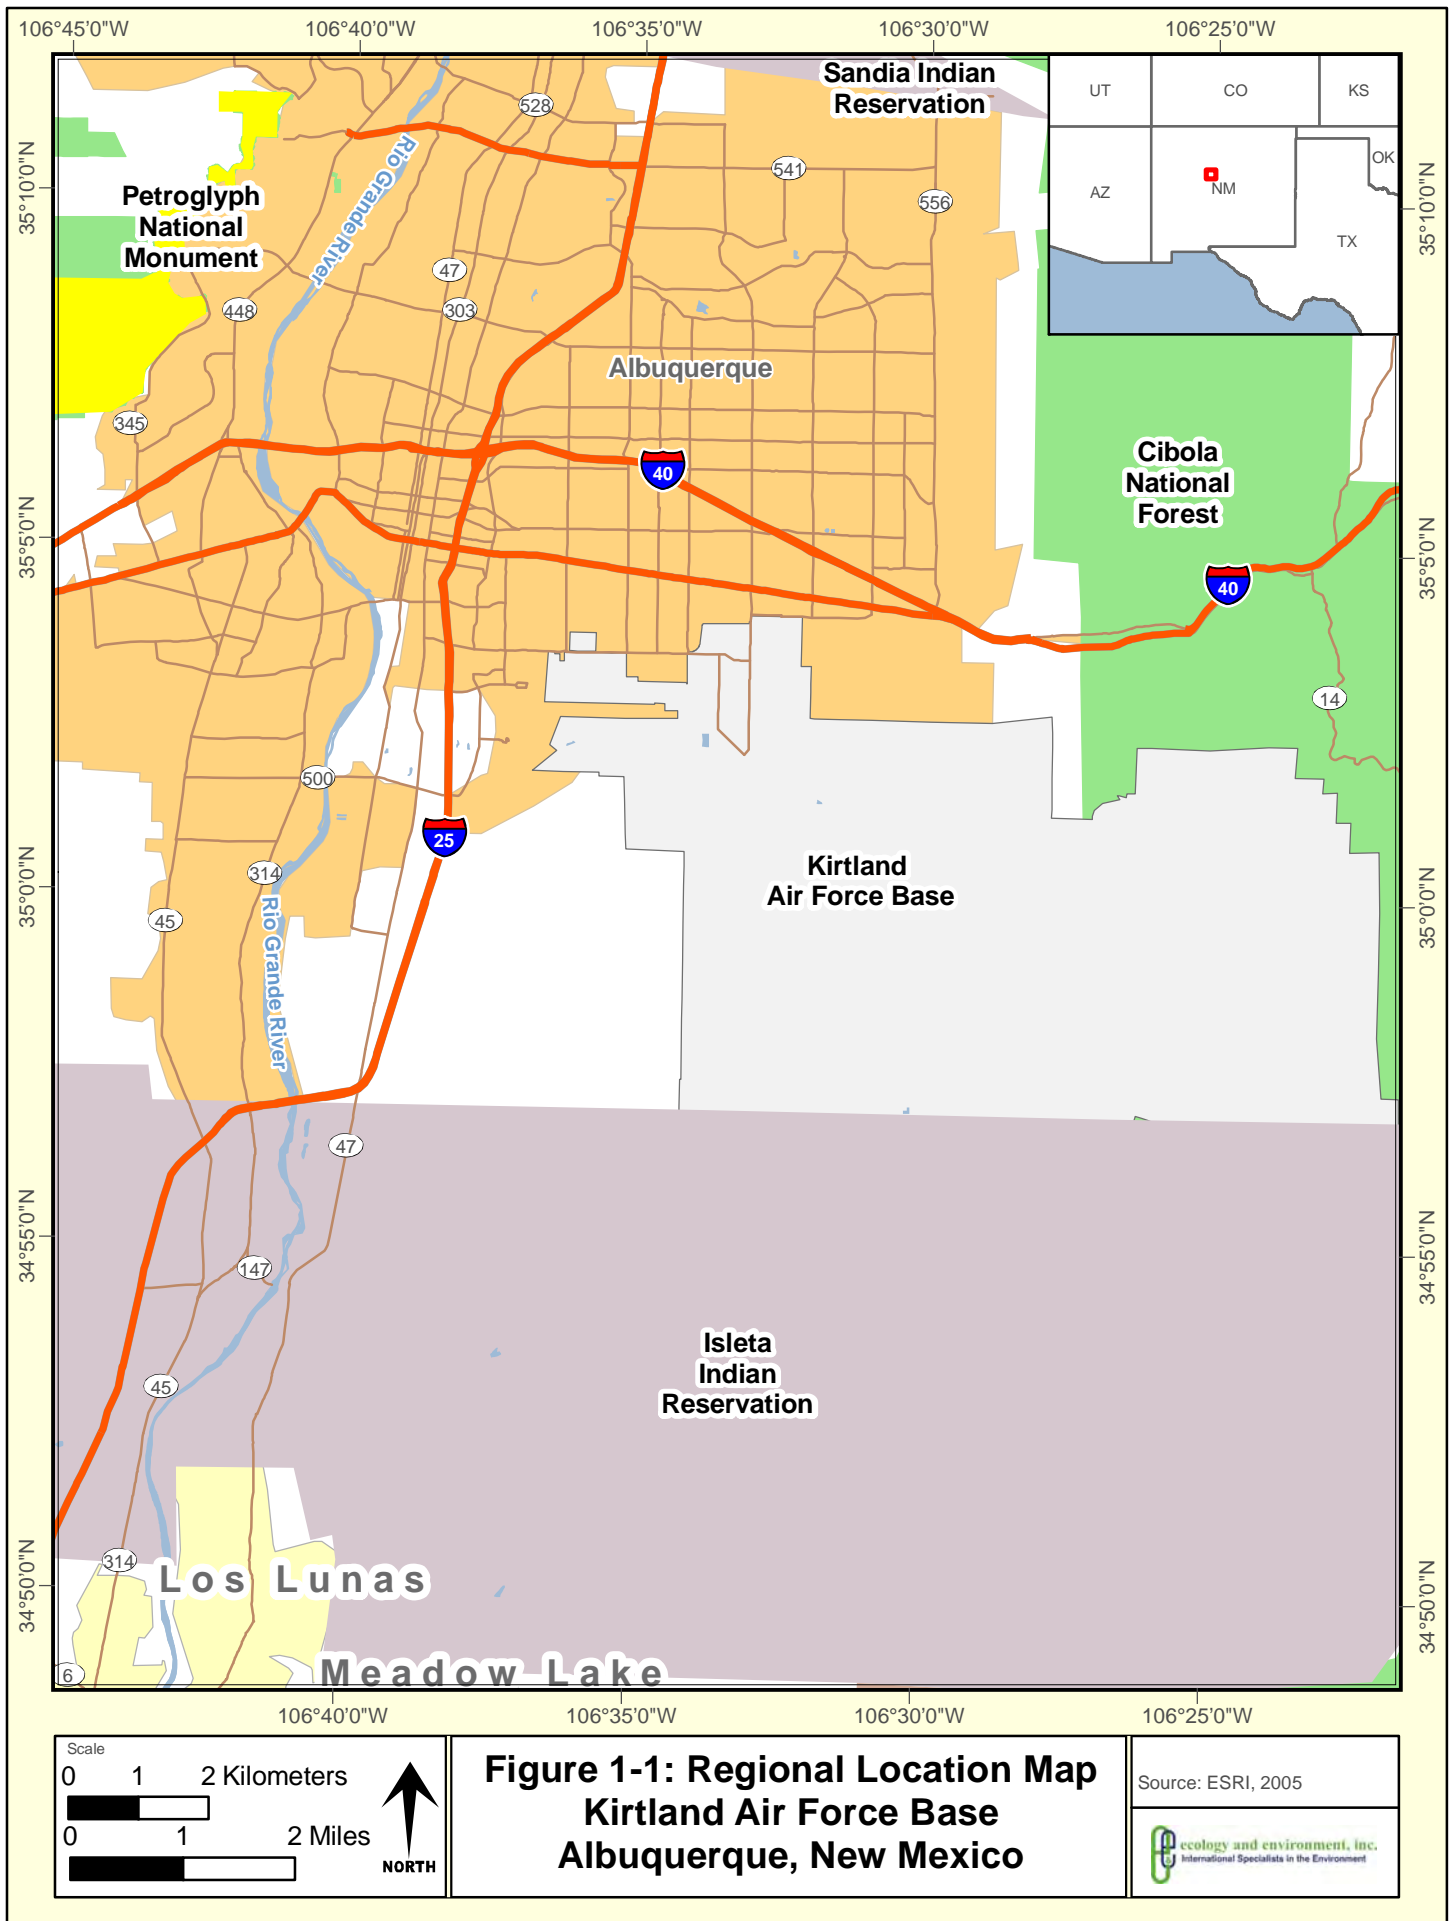 106°45'0"W
106°40'0"W
106°35'0"W
106°30'0"W
106°25'0"W
Sandia Indian
Reservation
UT
CO
KS
OK
AZ
NM
TX
528
541
556
35°10'0"N
35°10'0"N
Petroglyph
National
Monument
Rio Grande River
47
303
448
Albuquerque
345
40
Cibola
National
Forest
35°5'0"N
35°5'0"N
40
14
500
25
314
Kirtland
Air Force Base
35°0'0"N
35°0'0"N
45
Rio Grande River
47
34°55'0"N
34°55'0"N
147
Isleta
Indian
Reservation
45
314
Los Lunas
34°50'0"N
34°50'0"N
6
Meadow Lake
106°40'0"W
106°35'0"W
106°30'0"W
106°25'0"W
Scale
0 1 2 Kilometers
0 1 2 Miles
NORTH
Figure 1-1: Regional Location Map
Kirtland Air Force Base
Albuquerque, New Mexico
Source: ESRI, 2005
ecology and environment, inc.
International Specialists in the Environment